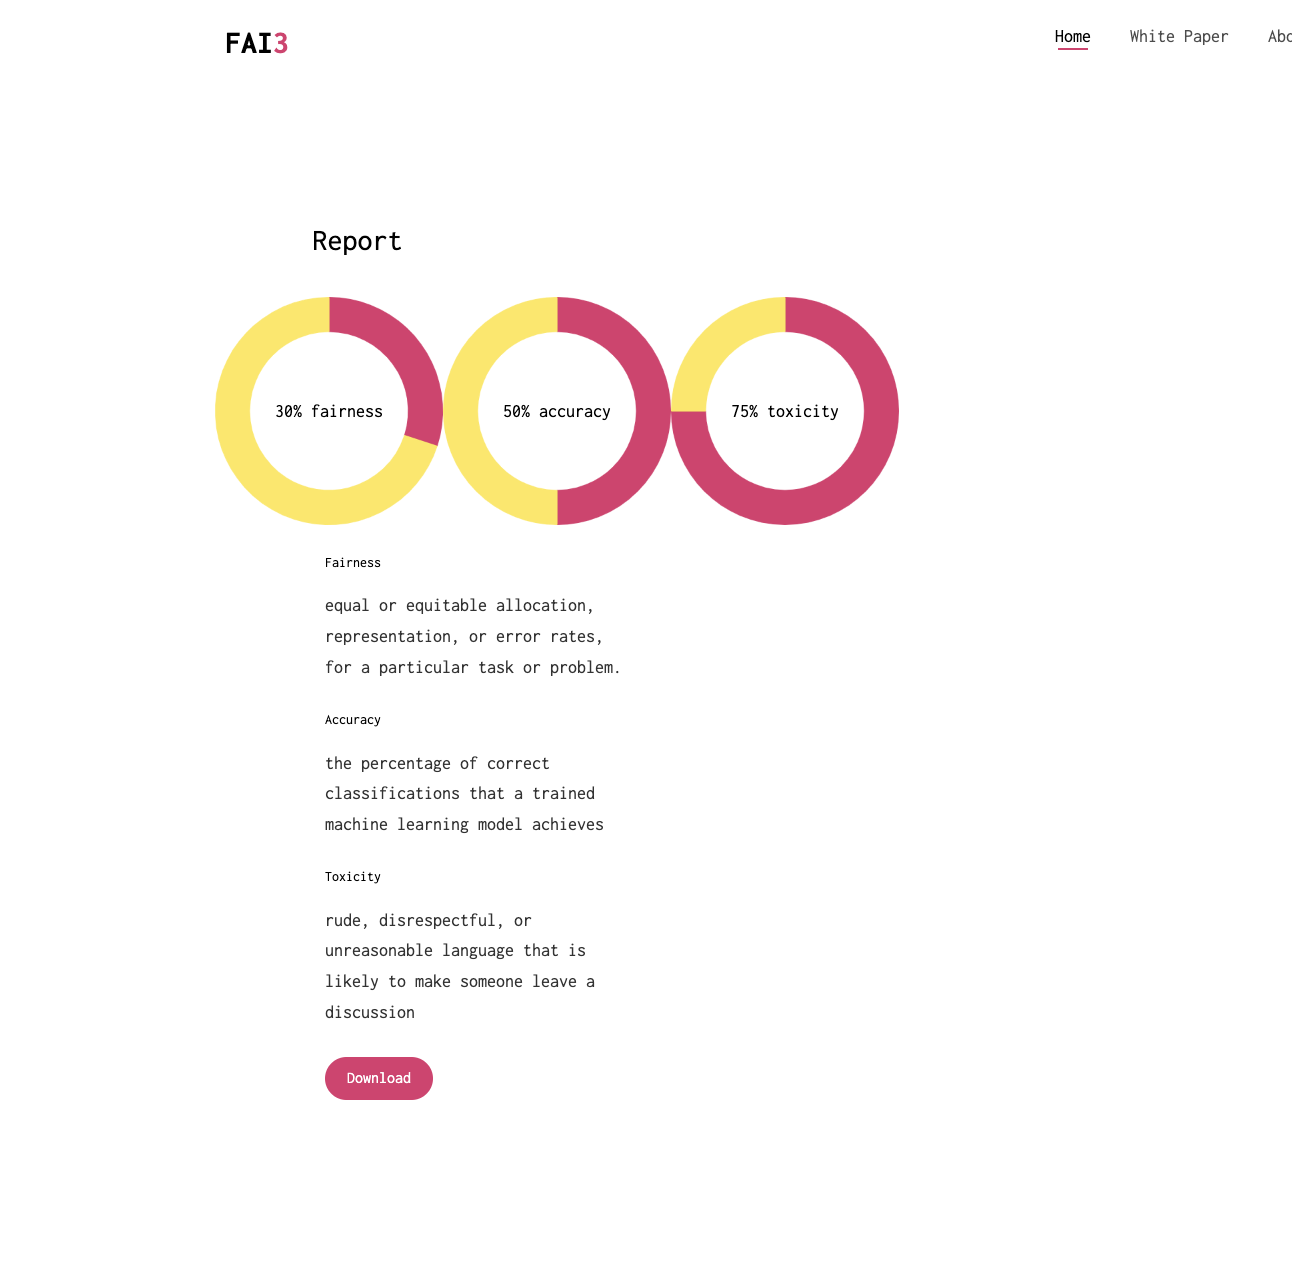 FAI3
Home White Paper
Report
30% fairness
50% accuracy
75% toxicity
Fairness
equal or equitable allocation,
representation, or error rates,
for a particular task or problem.
Accuracy
the percentage of correct
classifications that a trained
machine learning model achieves
Toxicity
rude, disrespectful, or
unreasonable language that is
likely to make someone leave a
discussion
Download